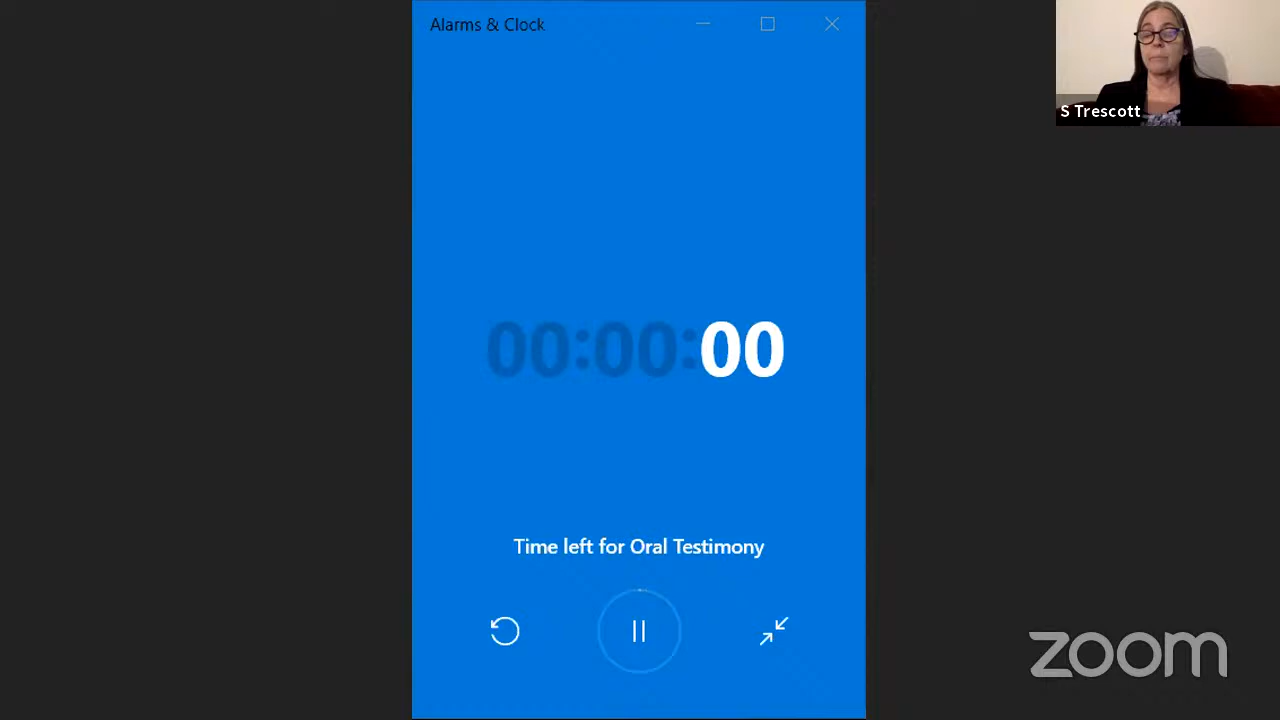 Alarms & Clock
S Trescott
00:00:00
Time left for Oral Testimony
zoom